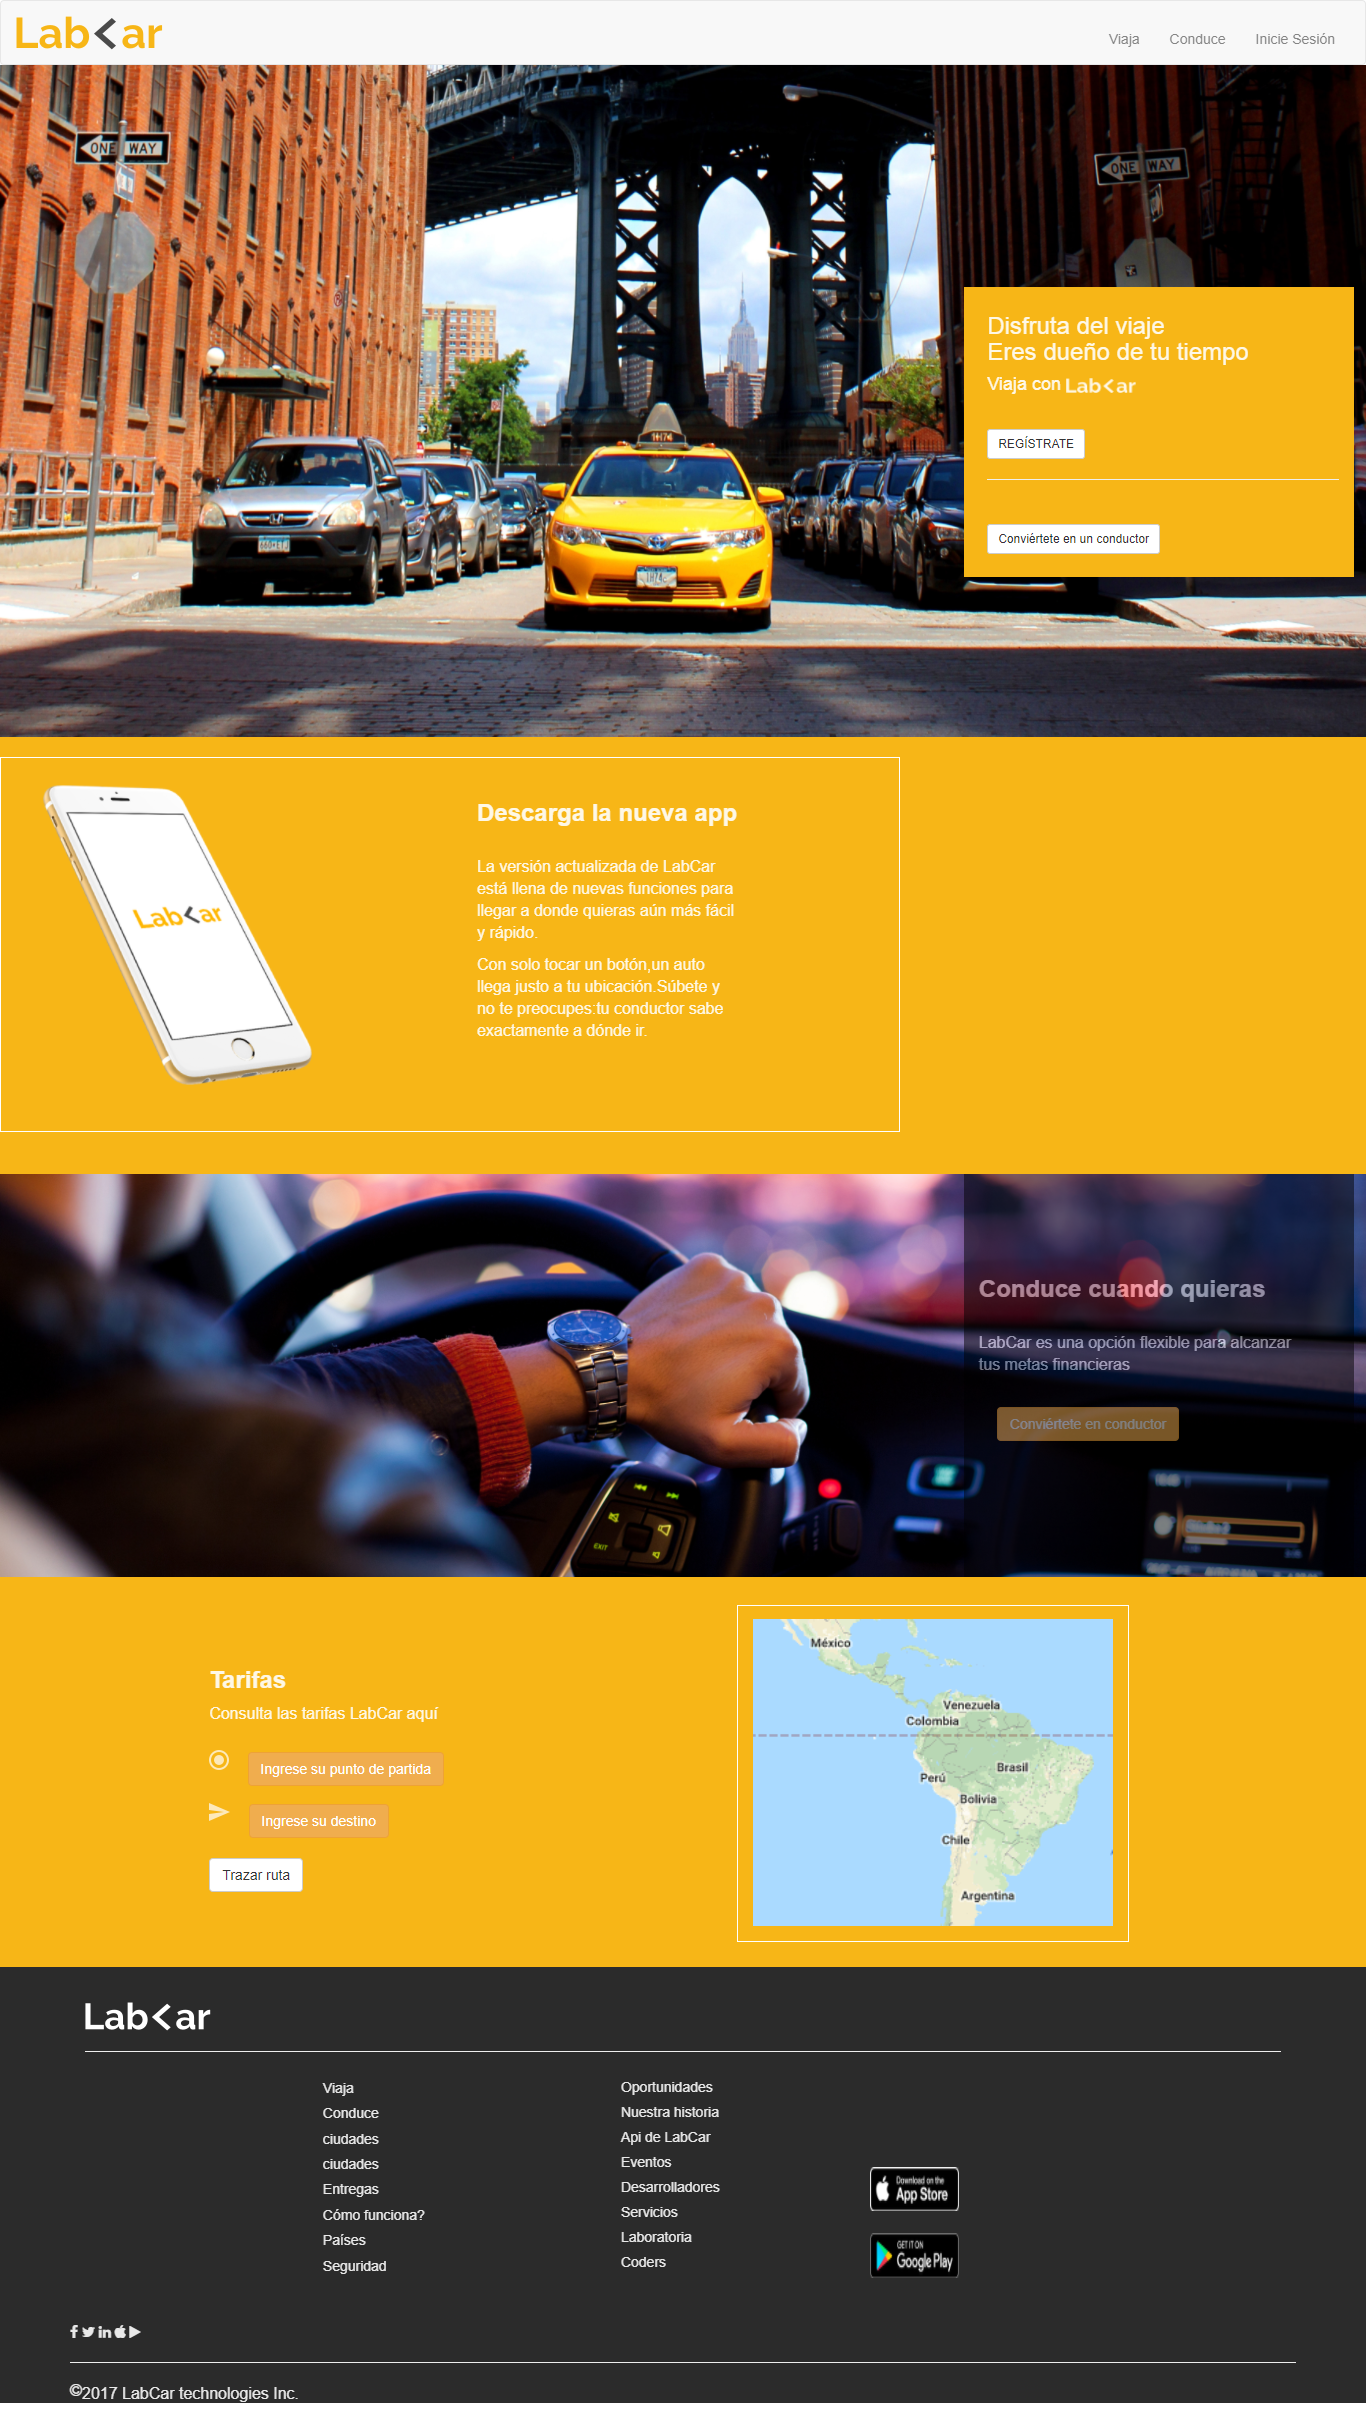 Lab<ar
Viaja
Conduce
Inicie Sesión
ONE WAY
ONE WAY
1H74
1H74c
Disfruta del viaje
Eres dueño de tu tiempo
Viaja con Lab<ar
REGÍSTRATE
Conviértete en un conductor
Lab<ar
Descarga la nueva app
La versión actualizada de LabCar
está llena de nuevas funciones para
llegar a donde quieras aún más fácil
y rápido.
Con solo tocar un botón,un auto
llega justo a tu ubicación.Súbete y
no te preocupes:tu conductor sabe
exactamente a dónde ir.
Conduce cuando quieras
LabCar es una opción flexible para alcanzar
tus metas financieras
Conviértete en conductor
EXIT
Tarifas
Consulta las tarifas LabCar aquí
Ingrese su punto de partida
Ingrese su destino
Trazar ruta
México
Venezuela
Colombia
Brasil
Perú
Bolivia
Chile
Argentina
Lab<ar
Viaja
Conduce
ciudades
ciudades
Entregas
Cómo funciona?
Países
Seguridad
Oportunidades
Nuestra historia
Api de LabCar
Eventos
Desarrolladores
Servicios
Laboratoria
Coders
Download on the
App Store
GET IT ON
Google Play
©2017 LabCar technologies Inc.